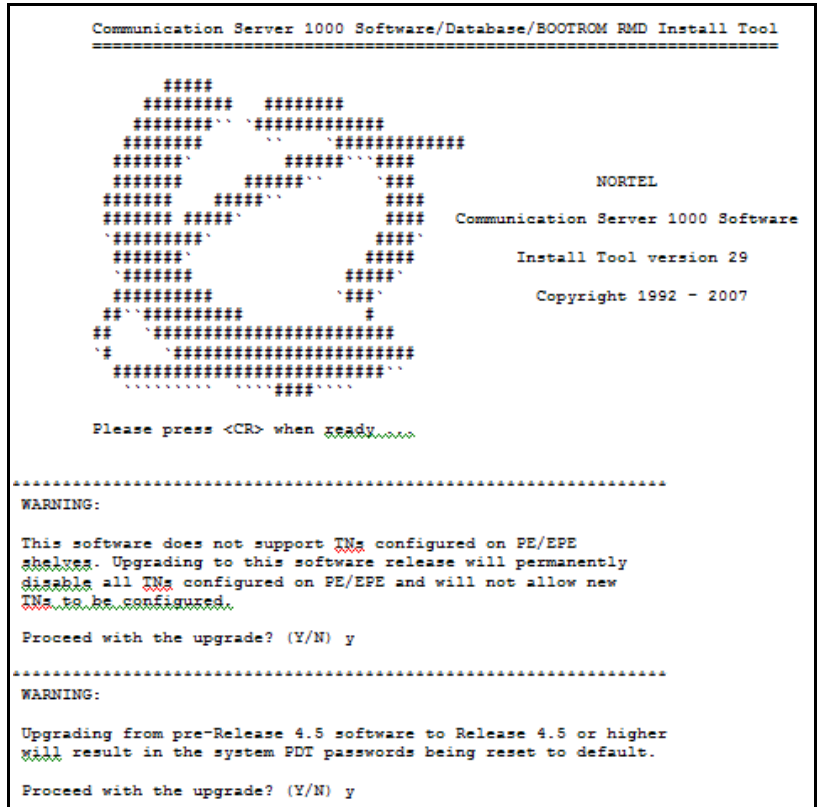 Communication Server 1000 Software/Database/BOOTROM RMD Install Tool
====================================================================
#####
######### ########
########`` `#############
######## `` `#############
#######` ######```####
####### ######`` `###
NORTEL
####### #####`` ####
####### #####` ####
Communication Server 1000 Software
`#########` ####`
#######` #####
Install Tool version 29
`####### #####`
########## `###`
Copyright 1992 - 2007
##``########## #
## `########################
`# `########################
###########################``
````````` ````####````
Please press <CR> when ready ...
WARNING:
This software does not support TNs configured on PE/EPE
shelves. Upgrading to this software release will permanently
disable all TNs configured on PE/EPE and will not allow new
TNs to be configured.
Proceed with the upgrade? (Y/N) y
WARNING:
Upgrading from pre-Release 4.5 software to Release 4.5 or higher
will result in the system PDT passwords being reset to default.
Proceed with the upgrade? (Y/N) y